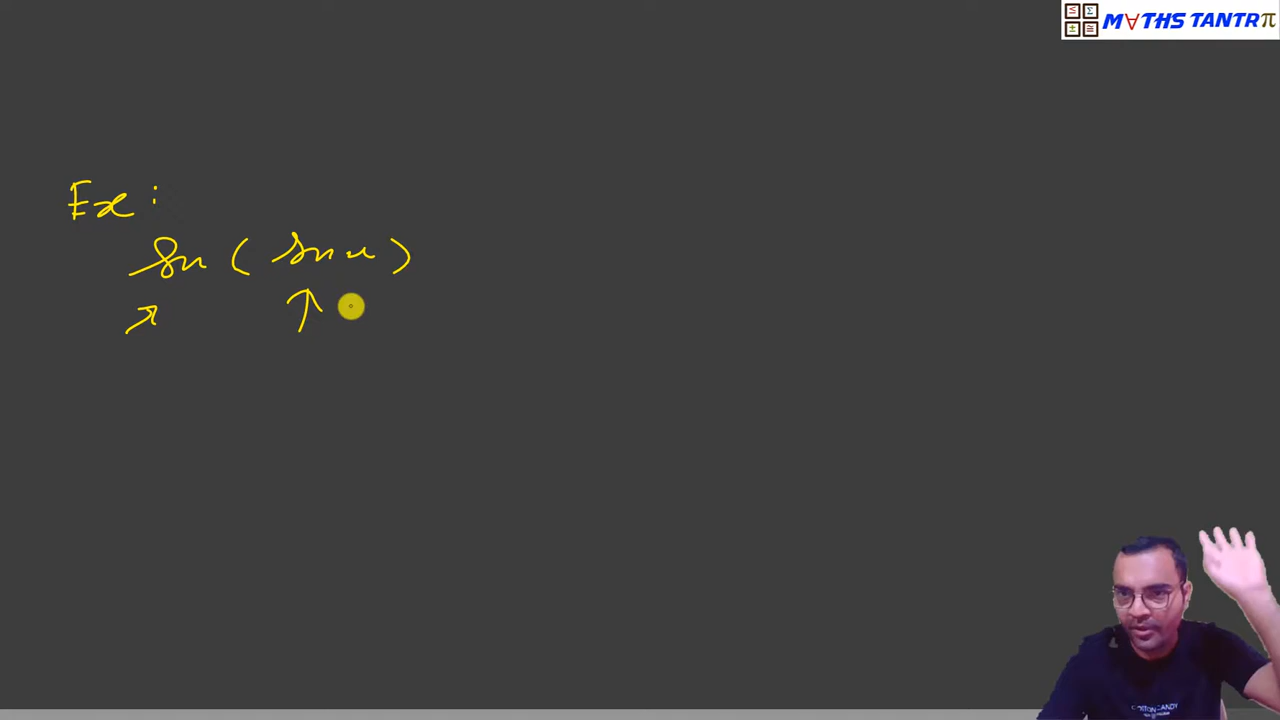 MATHS TANTRπ
Ex :
sin ( sin x )